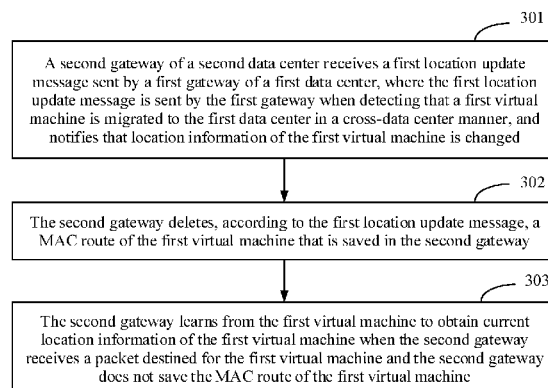 301
A second gateway of a second data center receives a first location update
message sent by a first gateway of a first data center, where the first location
update message is sent by the first gateway when detecting that a first virtual
machine is migrated to the first data center in a cross-data center manner, and
notifies that location information of the first virtual machine is changed
302
The second gateway deletes, according to the first location update message, a
MAC route of the first virtual machine that is saved in the second gateway
303
The second gateway learns from the first virtual machine to obtain current
location information of the first virtual machine when the second gateway
receives a packet destined for the first virtual machine and the second gateway
does not save the MAC route of the first virtual machine